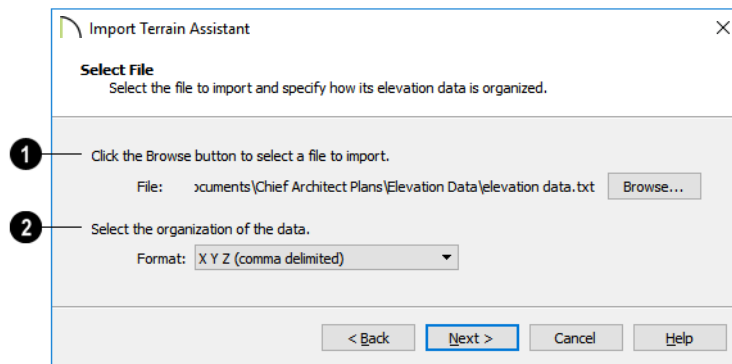 Import Terrain Assistant
Select File
Select the file to import and specify how its elevation data is organized.
1 Click the Browse button to select a file to import.
File: ocuments\Chief Architect Plans\Elevation Data\elevation data.txt Browse...
2 Select the organization of the data.
Format: X Y Z (comma delimited)
< Back Next > Cancel Help